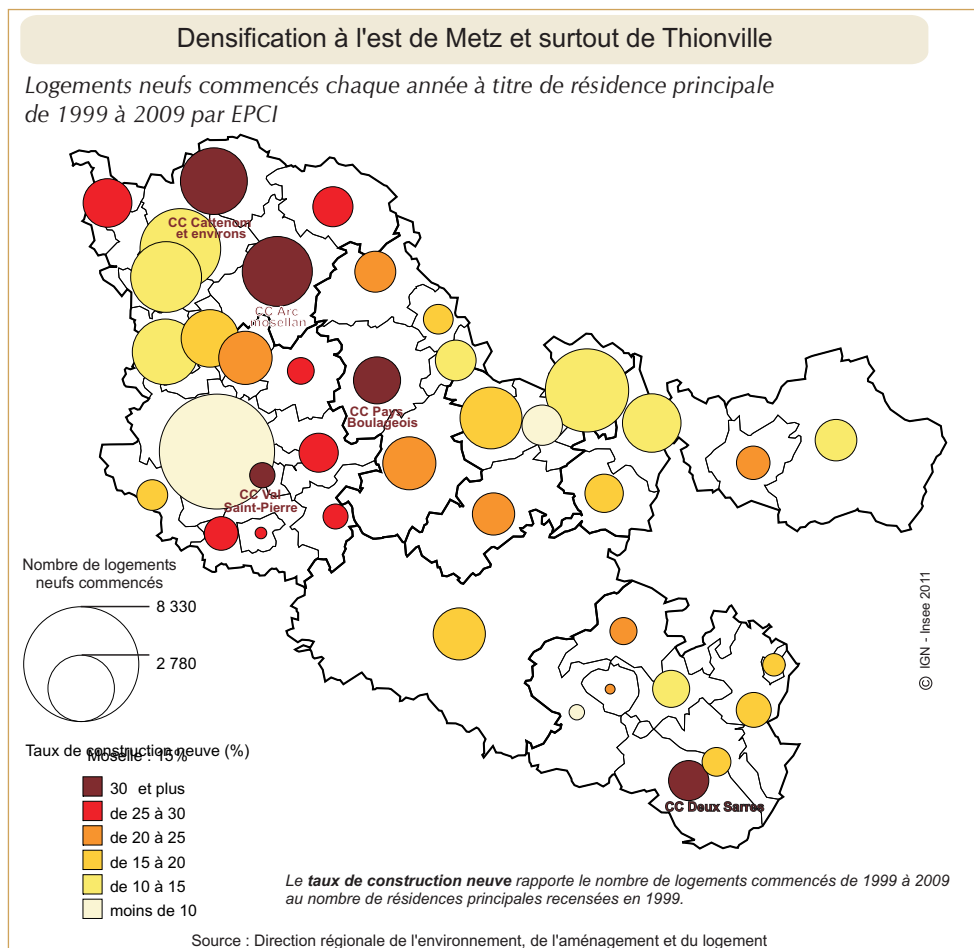 Densification à l'est de Metz et surtout de Thionville
Logements neufs commencés chaque année à titre de résidence principale
de 1999 à 2009 par EPCI
CC Cattenom
et environs
CC Arc
mosellan
CC Pays
Boulageois
CC Val
Saint-Pierre
Nombre de logements
neufs commencés
8 330
2 780
© IGN - Insee 2011
Taux de construction neuve (%)
Moselle : 15%
30 et plus
de 25 à 30
de 20 à 25
de 15 à 20
de 10 à 15
moins de 10
CC Deux Sarres
Le taux de construction neuve rapporte le nombre de logements commencés de 1999 à 2009
au nombre de résidences principales recensées en 1999.
Source : Direction régionale de l'environnement, de l'aménagement et du logement